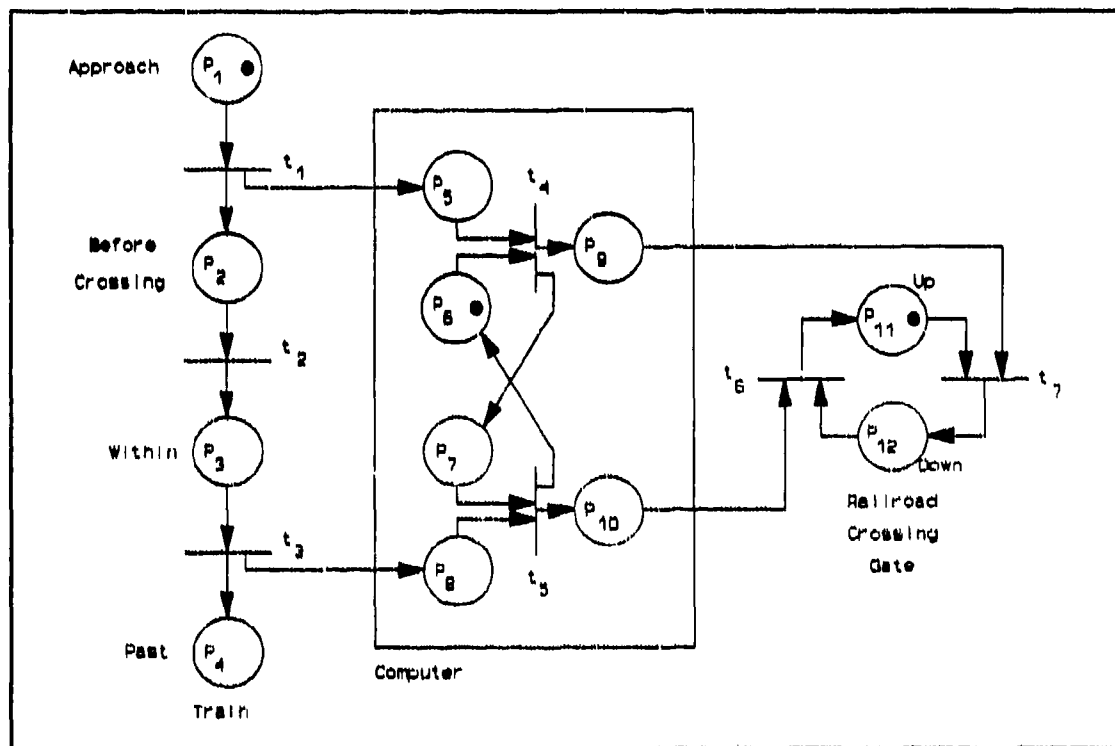 Approach
P1
t1
Before
Crossing
P2
t2
Within
P3
t3
Past
P4
Train
Computer
P5
t4
P6
P9
P7
t5
P8
P10
Up
P11
t6
t7
P12
Down
Railroad
Crossing
Gate